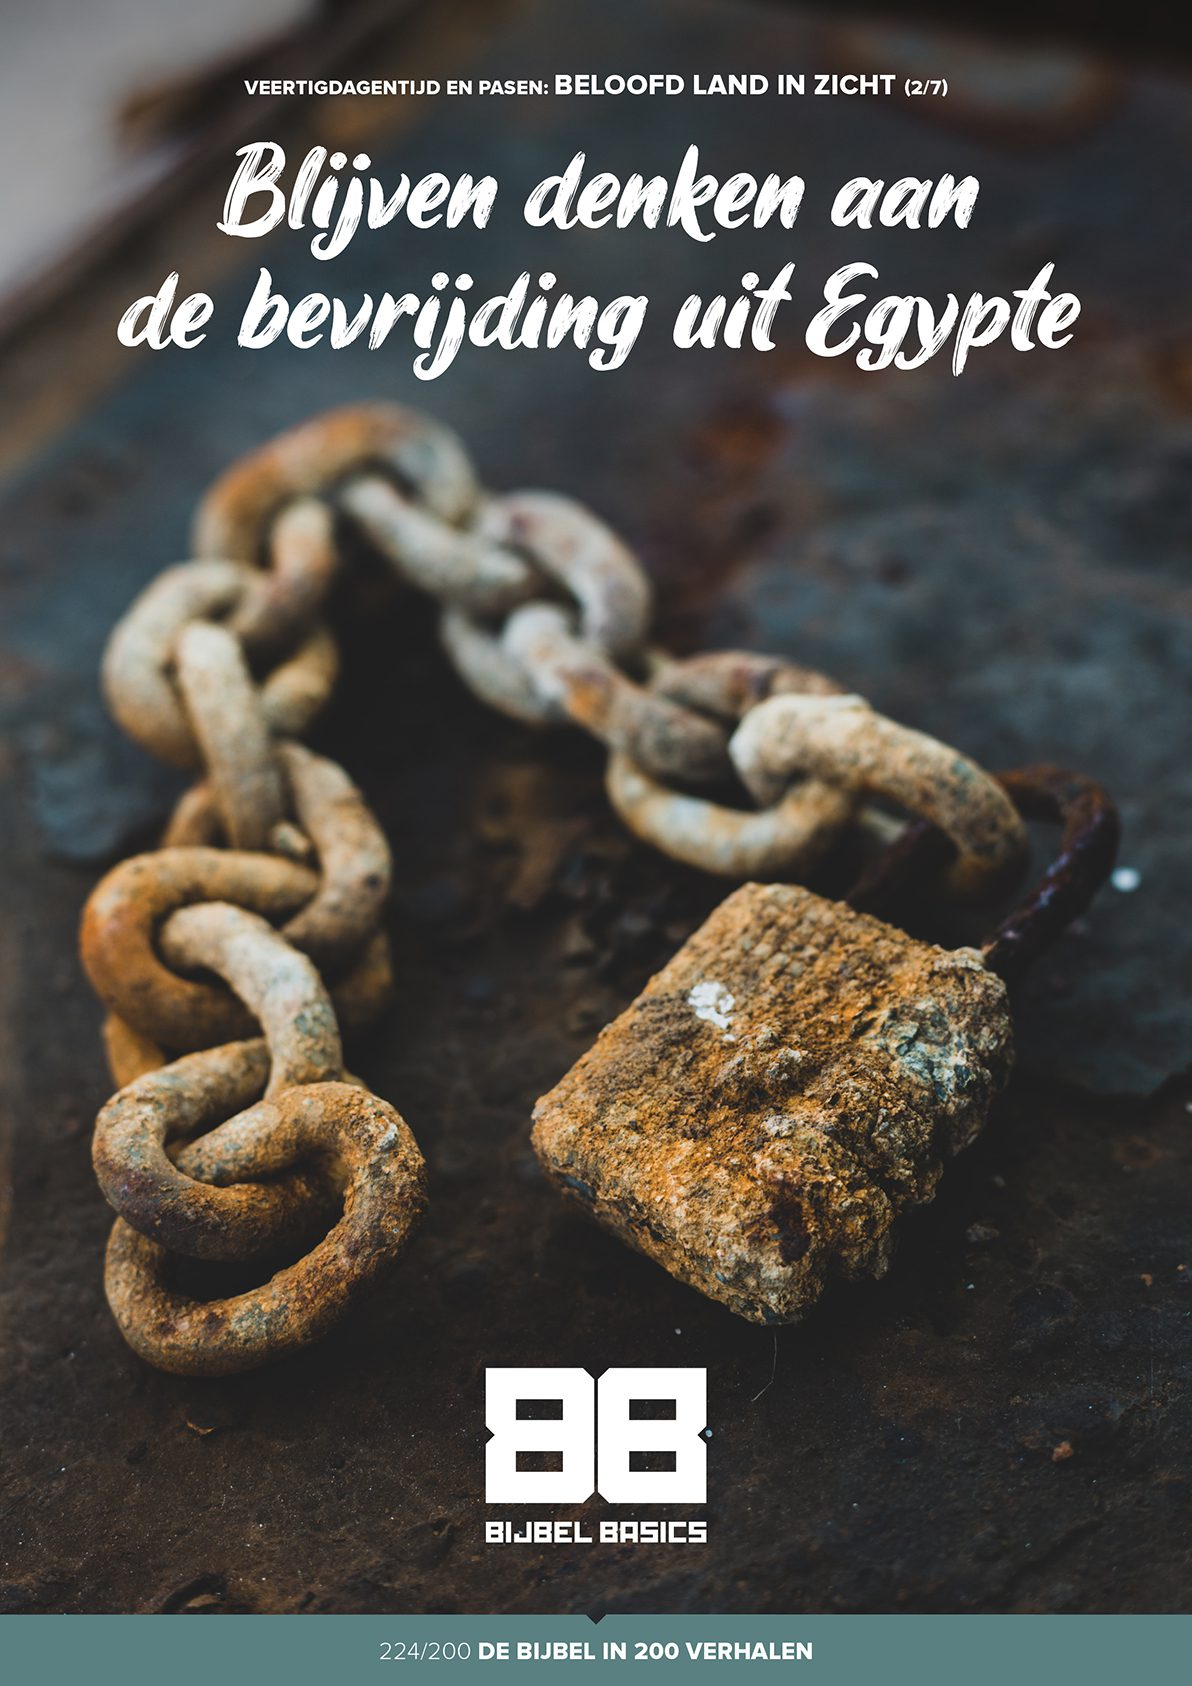 VEERTIGDAGENTIJD EN PASEN: BELOOFD LAND IN ZICHT (2/7)
Blijven denken aan
de bevrijding uit Egypte
BB
BIJBEL BASICS
224/200 DE BIJBEL IN 200 VERHALEN